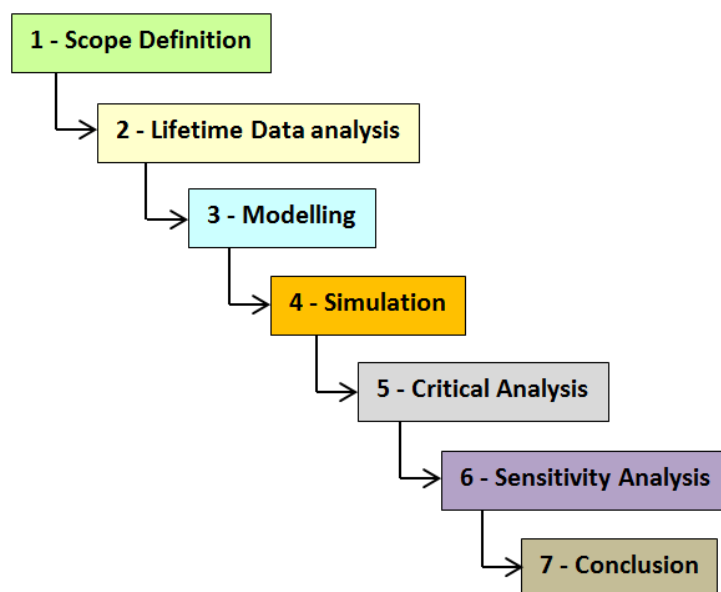 1 - Scope Definition
2 - Lifetime Data analysis
3 - Modelling
4 - Simulation
5 - Critical Analysis
6 - Sensitivity Analysis
7 - Conclusion